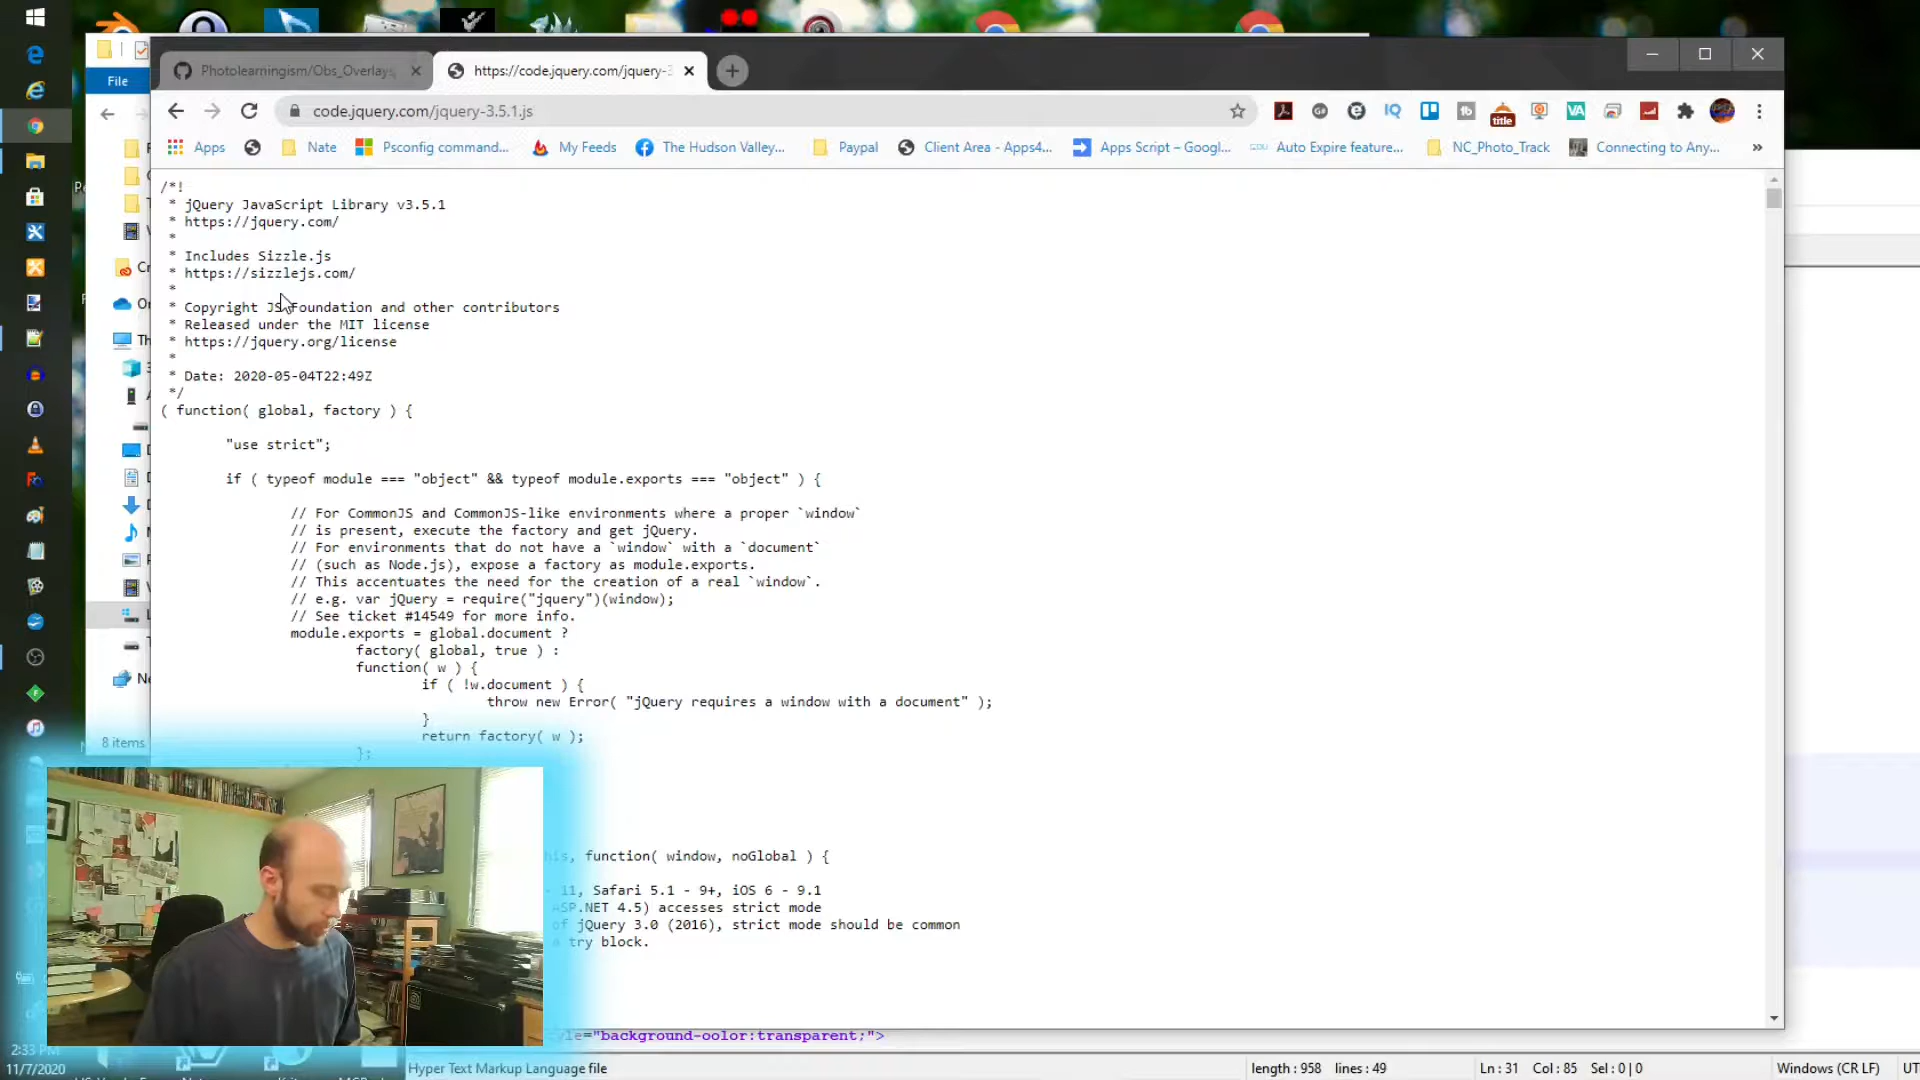 File
Photolearningism/Obs_Overlays
https://code.jquery.com/jquery-3
code.jquery.com/jquery-3.5.1.js
title
Apps
Nate
Psconfig command...
My Feeds
The Hudson Valley...
Paypal
Client Area - Apps4...
Apps Script – Googl...
Auto Expire feature...
NC_Photo_Track
Connecting to Any...
»
/*!
* jQuery JavaScript Library v3.5.1
* https://jquery.com/
*
* Includes Sizzle.js
* https://sizzlejs.com/
*
* Copyright JS Foundation and other contributors
* Released under the MIT license
* https://jquery.org/license
*
* Date: 2020-05-04T22:49Z
*/
( function( global, factory ) {
"use strict";
if ( typeof module === "object" && typeof module.exports === "object" ) {
// For CommonJS and CommonJS-like environments where a proper `window`
// is present, execute the factory and get jQuery.
// For environments that do not have a `window` with a `document`
// (such as Node.js), expose a factory as module.exports.
// This accentuates the need for the creation of a real `window`.
// e.g. var jQuery = require("jquery")(window);
// See ticket #14549 for more info.
module.exports = global.document ?
factory( global, true ) :
function( w ) {
if ( !w.document ) {
throw new Error( "jQuery requires a window with a document" );
}
return factory( w );
};
8 items
his, function( window, noGlobal ) {
- 11, Safari 5.1 - 9+, iOS 6 - 9.1
ASP.NET 4.5) accesses strict mode
of jQuery 3.0 (2016), strict mode should be common
a try block.
yle="background-color:transparent;">
2:33 PM
11/7/2020
Hyper Text Markup Language file
length : 958 lines : 49
Ln : 31 Col : 85 Sel : 0 | 0
Windows (CR LF)
UT